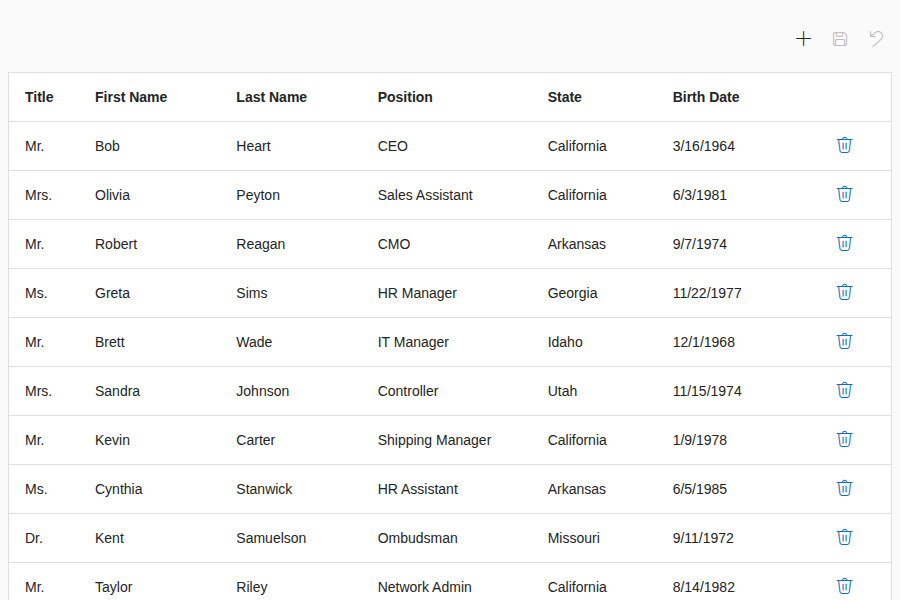 Title First Name Last Name Position State Birth Date
Mr. Bob Heart CEO California 3/16/1964
Mrs. Olivia Peyton Sales Assistant California 6/3/1981
Mr. Robert Reagan CMO Arkansas 9/7/1974
Ms. Greta Sims HR Manager Georgia 11/22/1977
Mr. Brett Wade IT Manager Idaho 12/1/1968
Mrs. Sandra Johnson Controller Utah 11/15/1974
Mr. Kevin Carter Shipping Manager California 1/9/1978
Ms. Cynthia Stanwick HR Assistant Arkansas 6/5/1985
Dr. Kent Samuelson Ombudsman Missouri 9/11/1972
Mr. Taylor Riley Network Admin California 8/14/1982